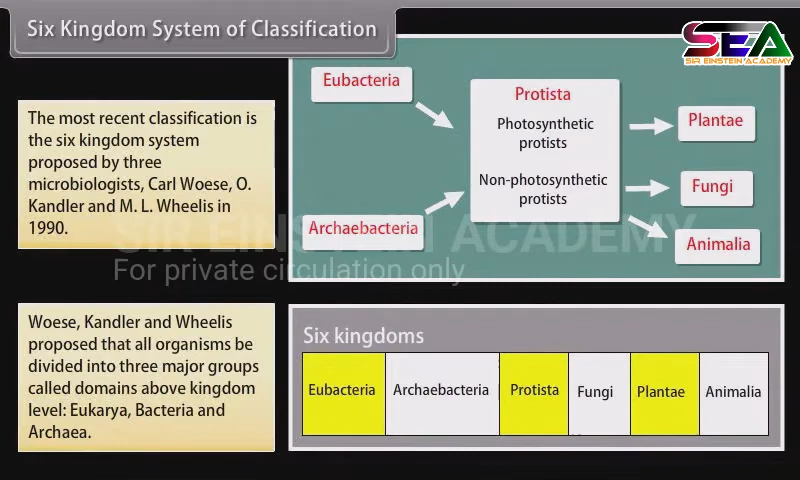 Six Kingdom System of Classification
SEA
SIR EINSTEIN ACADEMY
The most recent classification is
the six kingdom system
proposed by three
microbiologists, Carl Woese, O.
Kandler and M. L. Wheelis in
1990.
Eubacteria
Archaebacteria
Protista
Photosynthetic
protists
Non-photosynthetic
protists
Plantae
Fungi
Animalia
SIR EINSTEIN ACADEMY
For private circulation only
Woese, Kandler and Wheelis
proposed that all organisms be
divided into three major groups
called domains above kingdom
level: Eukarya, Bacteria and
Archaea.
Six kingdoms
Eubacteria Archaebacteria Protista Fungi Plantae Animalia